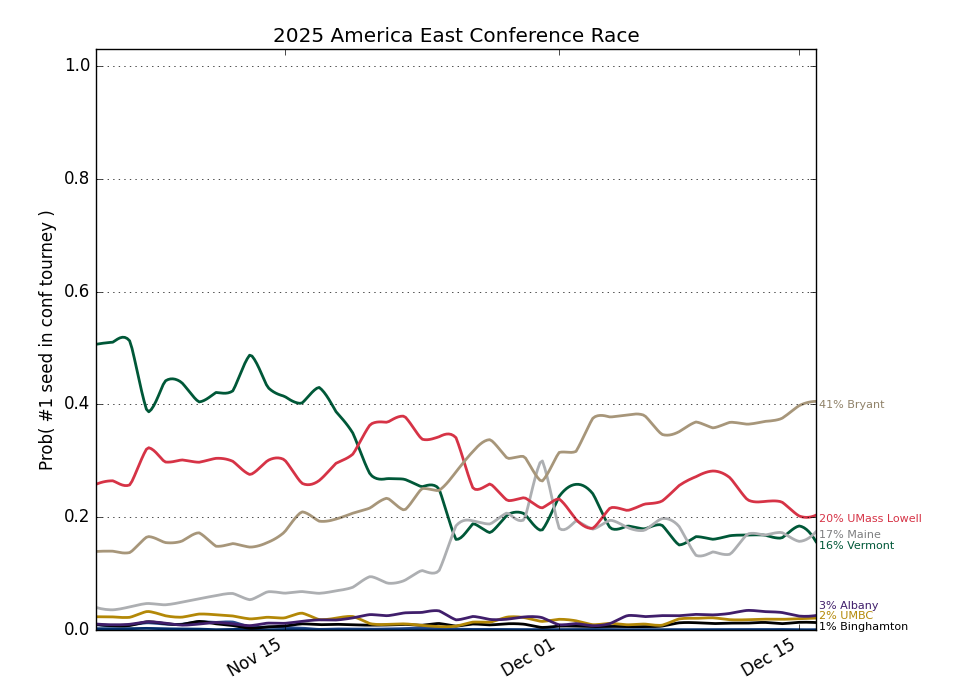 2025 America East Conference Race
Prob( #1 seed in conf tourney )
1.0
0.8
0.6
0.4
0.2
0.0
41% Bryant
20% UMass Lowell
17% Maine
16% Vermont
3% Albany
2% UMBC
1% Binghamton
Nov 15
Dec 01
Dec 15